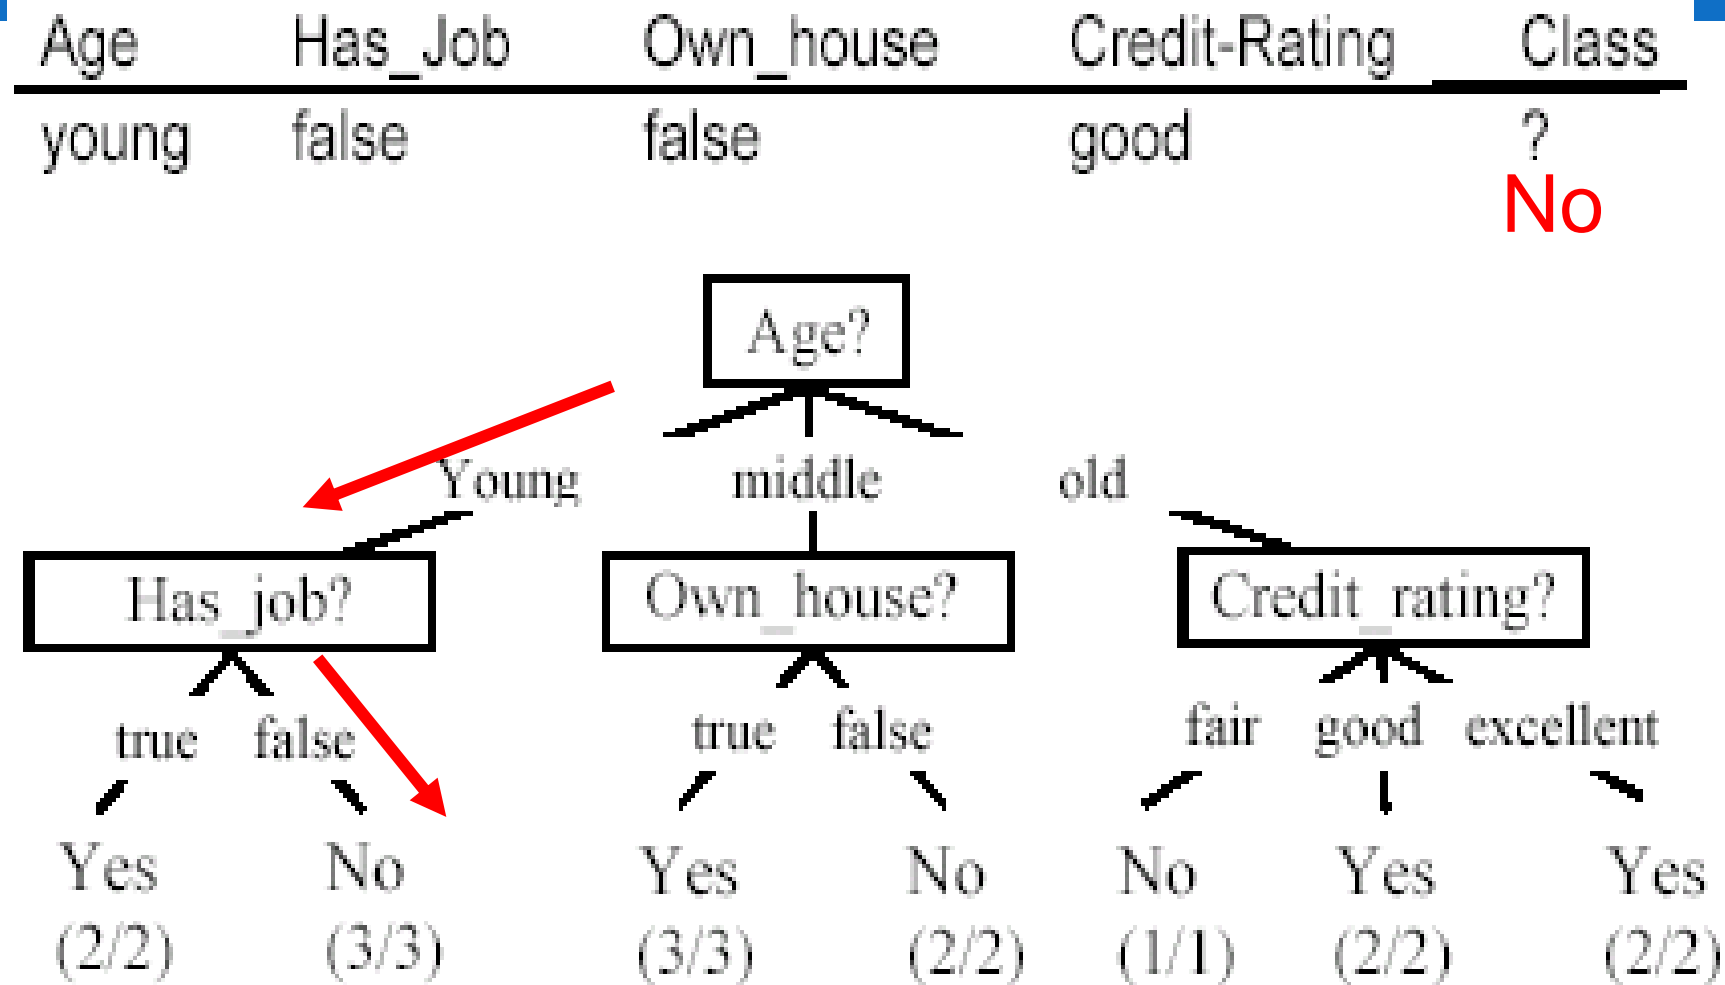 Age Has_Job Own_house Credit-Rating Class
young false false good ?
No
Age?
Young middle old
Has_job? Own_house? Credit_rating?
true false true false fair good excellent
Yes No Yes No No Yes Yes
(2/2) (3/3) (3/3) (2/2) (1/1) (2/2) (2/2)